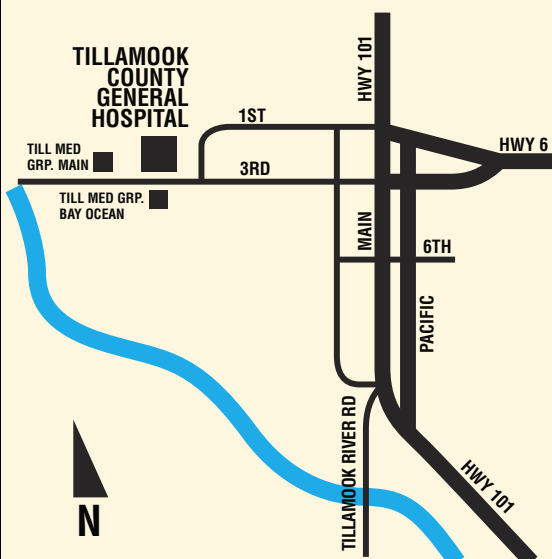 HWY 101
TILLAMOOK
COUNTY
GENERAL
HOSPITAL
1ST
HWY 6
TILL MED
GRP. MAIN
3RD
TILL MED GRP.
BAY OCEAN
MAIN
6TH
PACIFIC
TILLAMOOK RIVER RD
HWY 101
N